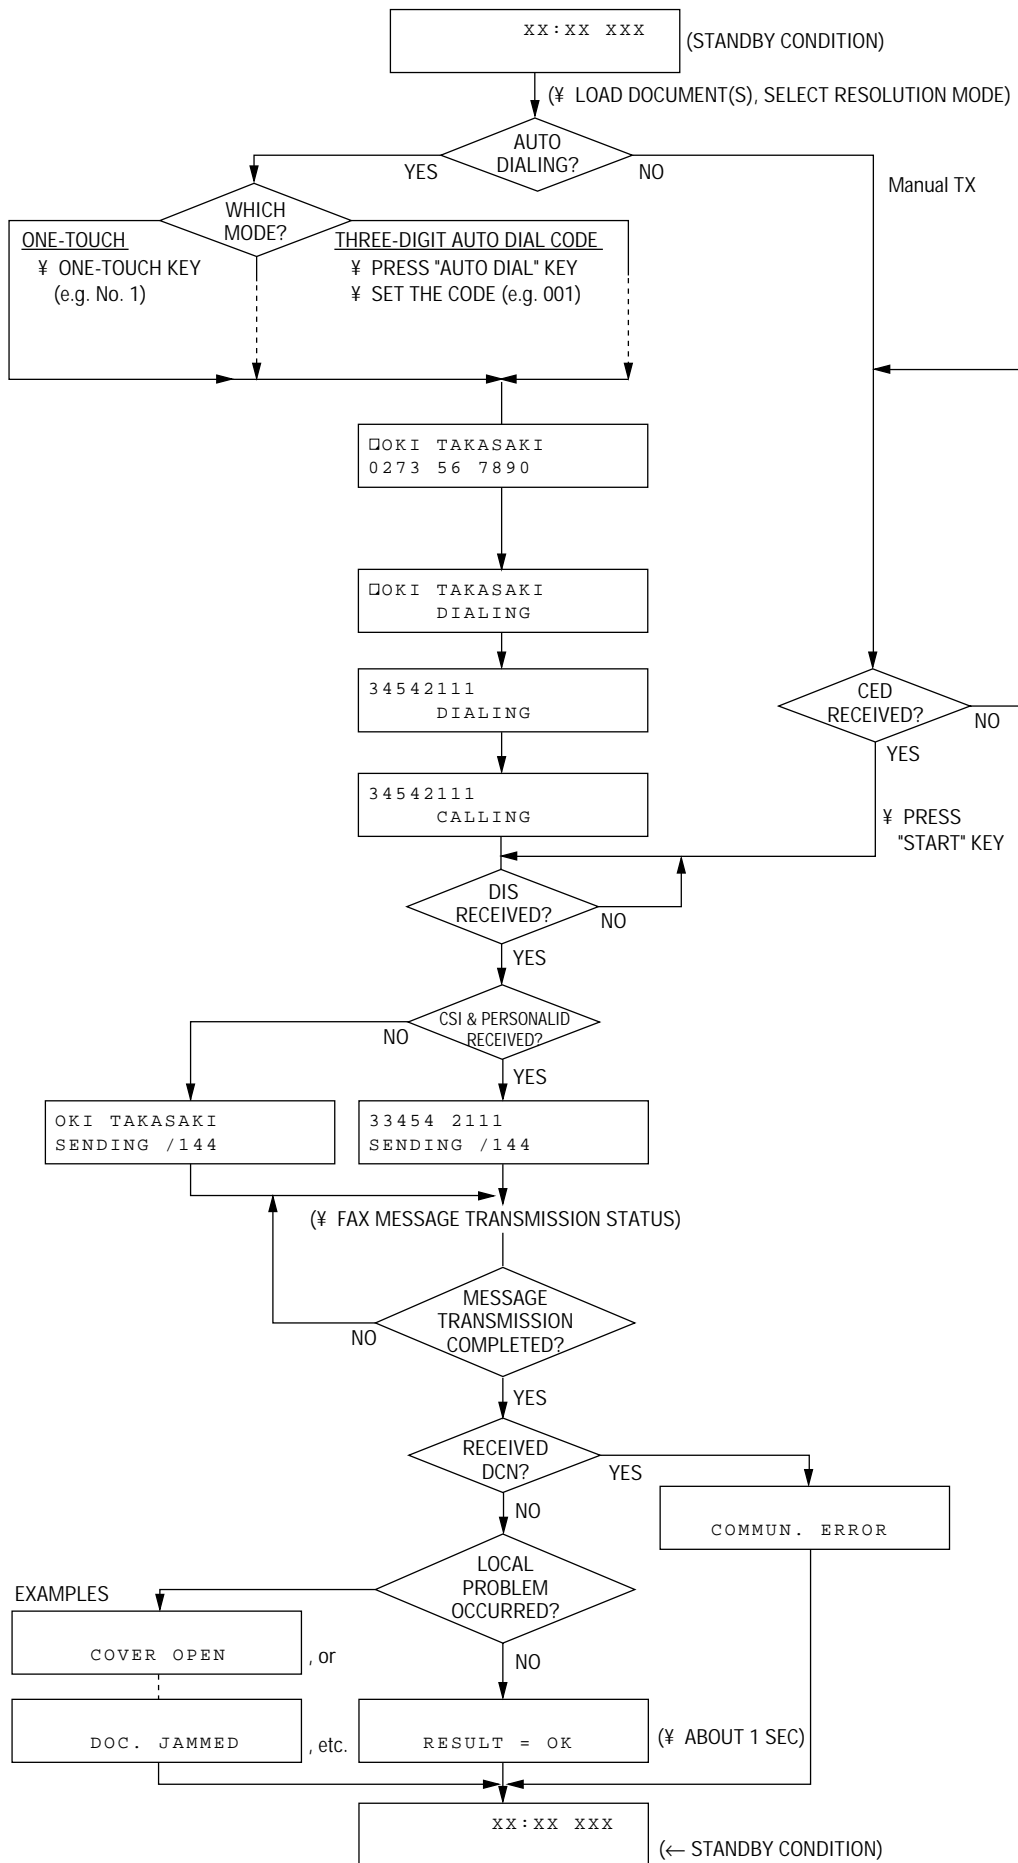 XX:XX XXX
(STANDBY CONDITION)
(¥ LOAD DOCUMENT(S), SELECT RESOLUTION MODE)
AUTO
DIALING?
YES
NO
Manual TX
WHICH
MODE?
ONE-TOUCH
¥ ONE-TOUCH KEY
(e.g. No. 1)
THREE-DIGIT AUTO DIAL CODE
¥ PRESS "AUTO DIAL" KEY
¥ SET THE CODE (e.g. 001)
OKI TAKASAKI
0273 56 7890
OKI TAKASAKI
DIALING
34542111
DIALING
CED
RECEIVED?
NO
YES
34542111
CALLING
¥ PRESS
"START" KEY
DIS
RECEIVED?
NO
YES
CSI & PERSONALID
RECEIVED?
NO
YES
OKI TAKASAKI
SENDING /144
33454 2111
SENDING /144
(¥ FAX MESSAGE TRANSMISSION STATUS)
MESSAGE
TRANSMISSION
COMPLETED?
NO
YES
RECEIVED
DCN?
YES
NO
COMMUN. ERROR
LOCAL
PROBLEM
OCCURRED?
EXAMPLES
COVER OPEN
, or
NO
DOC. JAMMED
, etc.
RESULT = OK
(¥ ABOUT 1 SEC)
XX:XX XXX
(← STANDBY CONDITION)